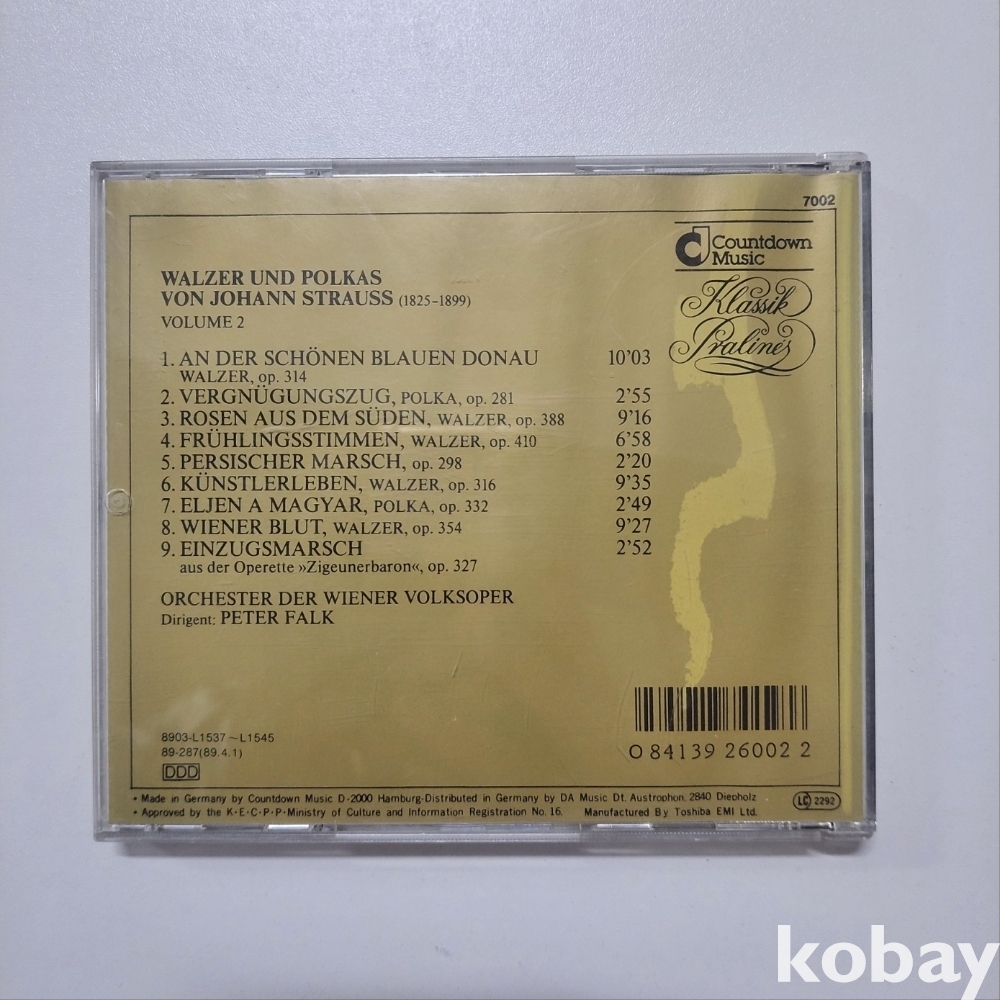 7002
Countdown
Music
Klassik
Pralinés
WALZER UND POLKAS
VON JOHANN STRAUSS (1825–1899)
VOLUME 2
1. AN DER SCHÖNEN BLAUEN DONAU 10'03
WALZER, op. 314
2. VERGNÜGUNGSZUG, POLKA, op. 281 2'55
3. ROSEN AUS DEM SÜDEN, WALZER, op. 388 9'16
4. FRÜHLINGSSTIMMEN, WALZER, op. 410 6'58
5. PERSISCHER MARSCH, op. 298 2'20
6. KÜNSTLERLEBEN, WALZER, op. 316 9'35
7. ELJEN A MAGYAR, POLKA, op. 332 2'49
8. WIENER BLUT, WALZER, op. 354 9'27
9. EINZUGSMARSCH 2'52
aus der Operette »Zigeunerbaron«, op. 327
ORCHESTER DER WIENER VOLKSOPER
Dirigent: PETER FALK
8903-L1537~L1545
89-287(89.4.1)
DDD
0 84139 26002 2
• Made in Germany by Countdown Music D-2000 Hamburg-Distributed in Germany by DA Music Dt. Austrophon, 2840 Diepholz
• Approved by the K·E·C·P·P-Ministry of Culture and Information Registration No. 16. Manufactured By Toshiba EMI Ltd.
LC 2292
kobay